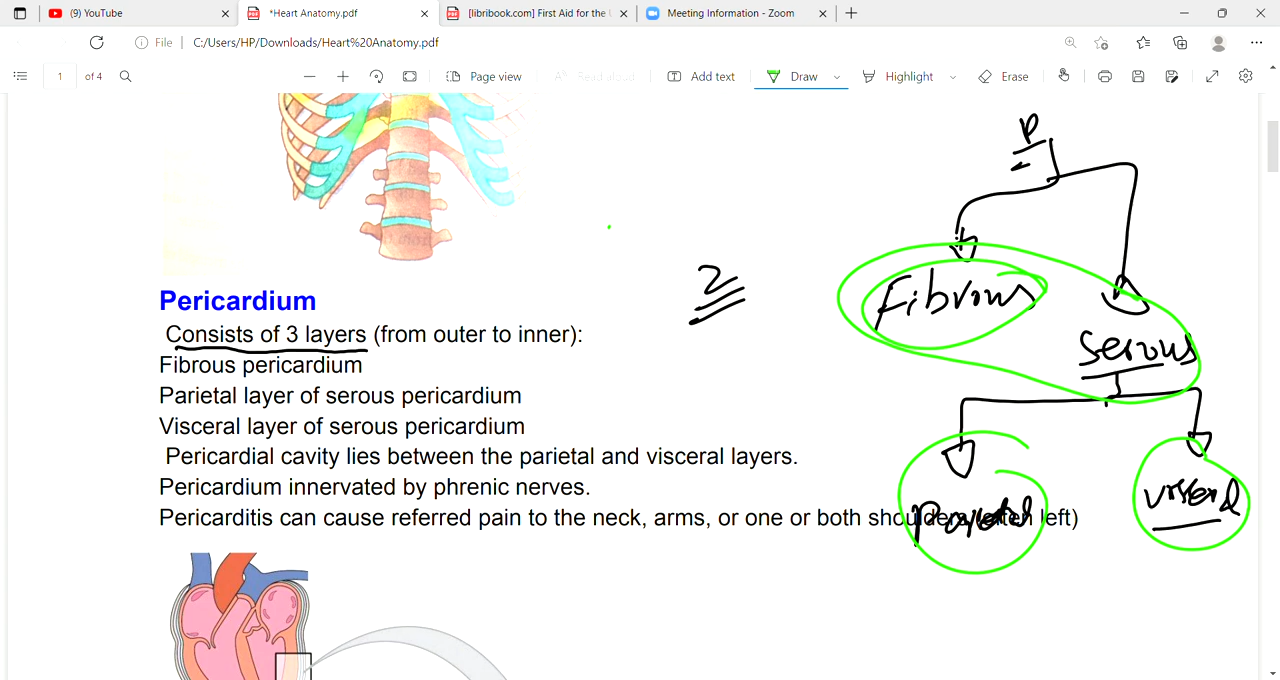 (9) YouTube
*Heart Anatomy.pdf
[libribook.com] First Aid for the
Meeting Information - Zoom
File
C:/Users/HP/Downloads/Heart%20Anatomy.pdf
1 of 4
Page view
Read aloud
Add text
Draw
Highlight
Erase
P
2
Fibrous
serous
Pericardium
Consists of 3 layers (from outer to inner):
Fibrous pericardium
Parietal layer of serous pericardium
Visceral layer of serous pericardium
Pericardial cavity lies between the parietal and visceral layers.
Pericardium innervated by phrenic nerves.
Pericarditis can cause referred pain to the neck, arms, or one or both shoulders (often left)